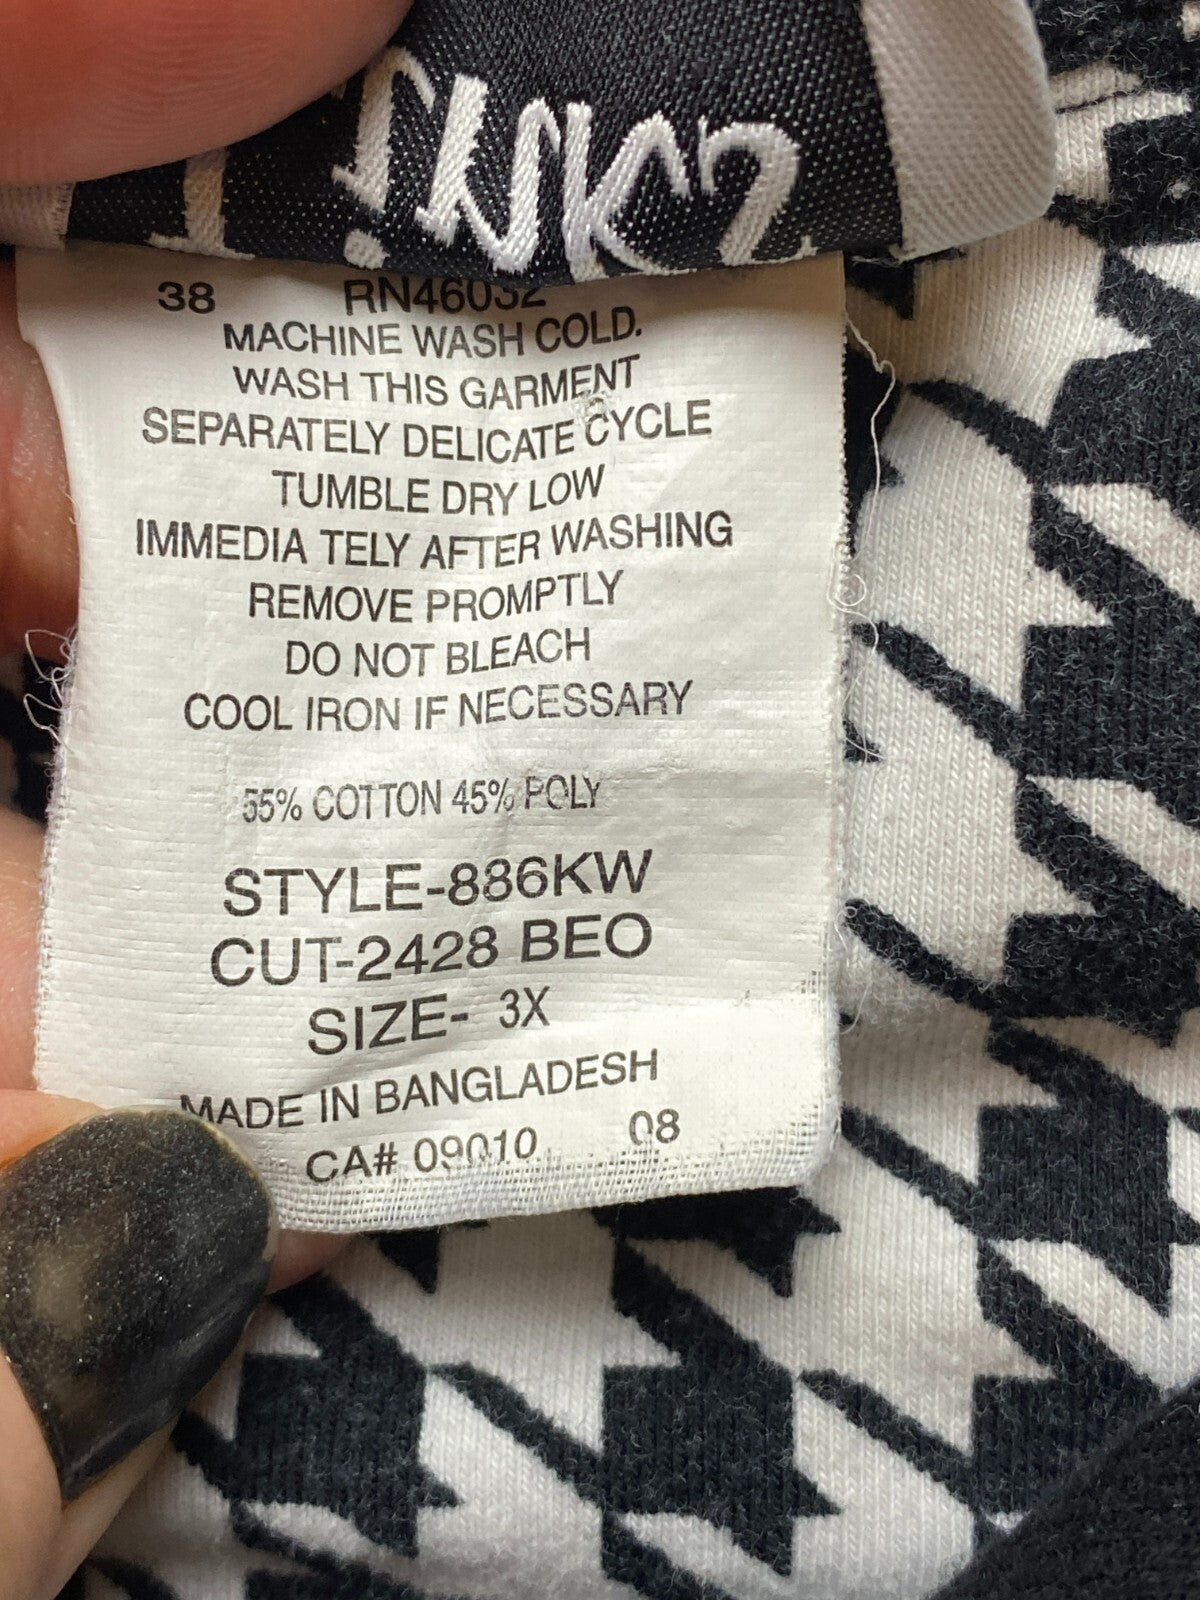 38 RN46032
MACHINE WASH COLD.
WASH THIS GARMENT
SEPARATELY DELICATE CYCLE
TUMBLE DRY LOW
IMMEDIA TELY AFTER WASHING
REMOVE PROMPTLY
DO NOT BLEACH
COOL IRON IF NECESSARY
55% COTTON 45% POLY
STYLE-886KW
CUT-2428 BEO
SIZE- 3X
MADE IN BANGLADESH
CA# 09010 08